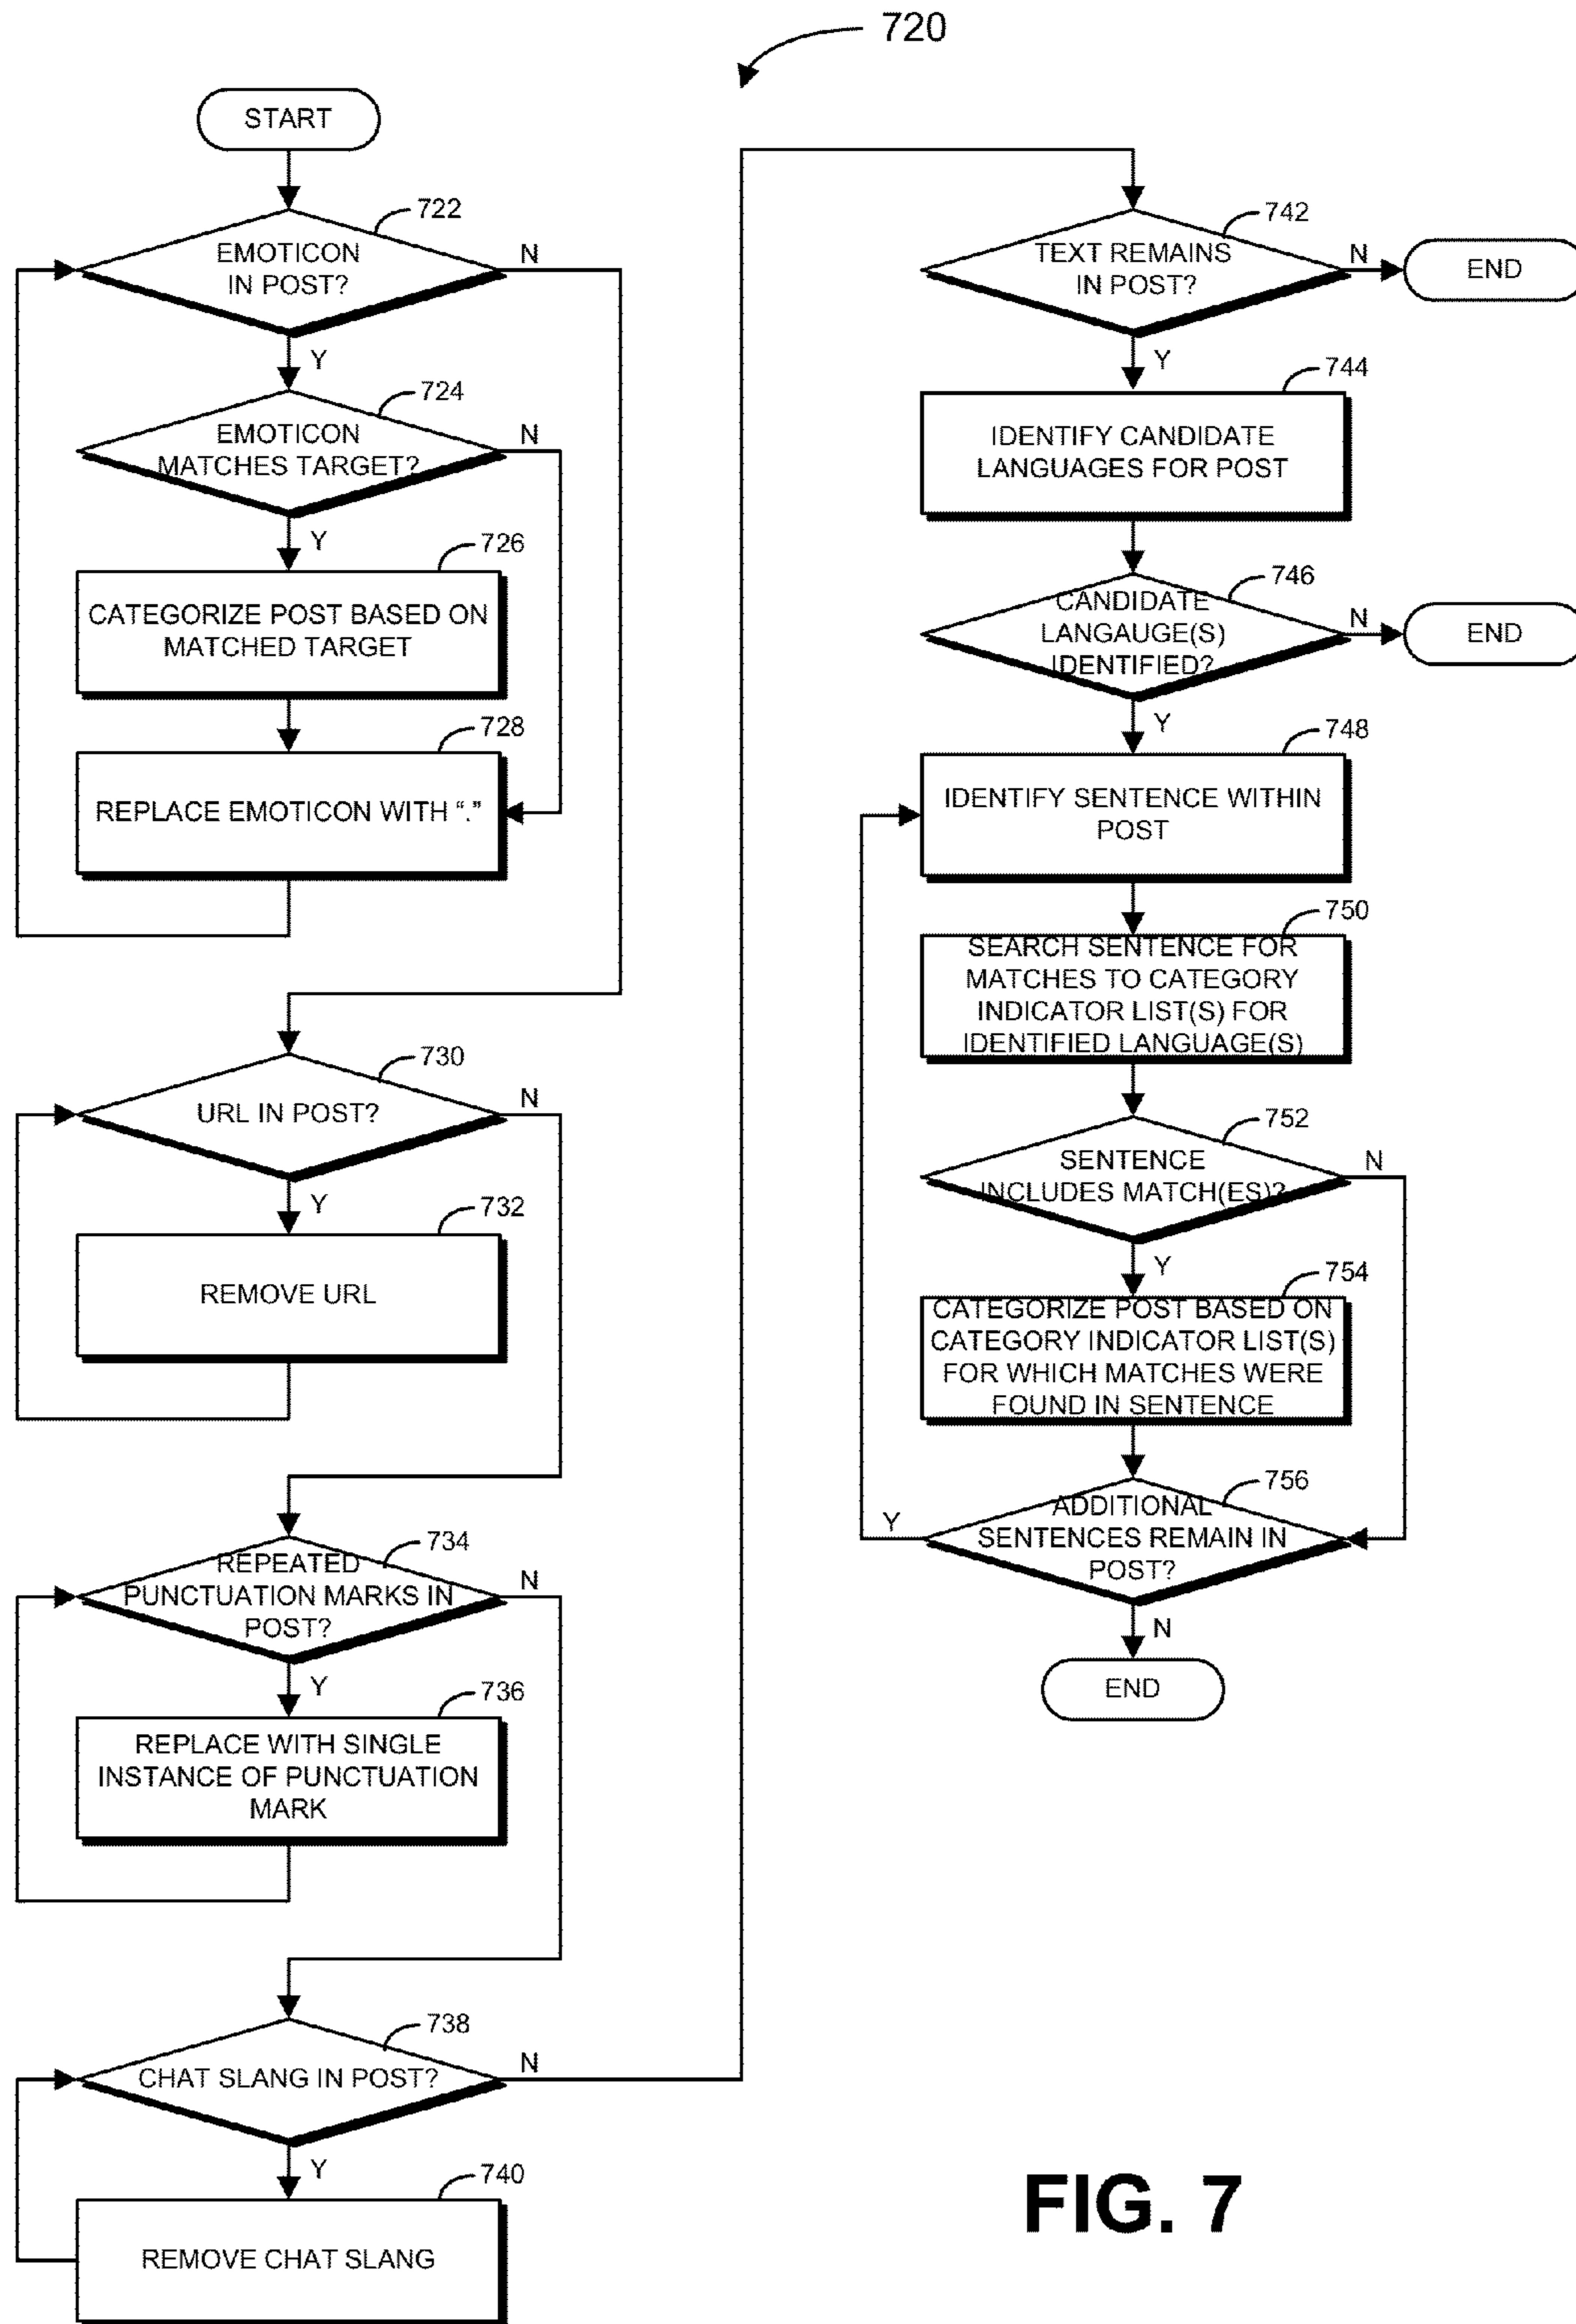 720
START
722
EMOTICON
IN POST?
N
Y
724
EMOTICON
MATCHES TARGET?
N
Y
726
CATEGORIZE POST BASED ON
MATCHED TARGET
728
REPLACE EMOTICON WITH “.”
730
URL IN POST?
N
Y
732
REMOVE URL
734
REPEATED
PUNCTUATION MARKS IN
POST?
N
Y
736
REPLACE WITH SINGLE
INSTANCE OF PUNCTUATION
MARK
738
CHAT SLANG IN POST?
N
Y
740
REMOVE CHAT SLANG
742
TEXT REMAINS
IN POST?
N
END
Y
744
IDENTIFY CANDIDATE
LANGUAGES FOR POST
746
CANDIDATE
LANGAUGE(S)
IDENTIFIED?
N
END
Y
748
IDENTIFY SENTENCE WITHIN
POST
750
SEARCH SENTENCE FOR
MATCHES TO CATEGORY
INDICATOR LIST(S) FOR
IDENTIFIED LANGUAGE(S)
752
SENTENCE
INCLUDES MATCH(ES)?
N
Y
754
CATEGORIZE POST BASED ON
CATEGORY INDICATOR LIST(S)
FOR WHICH MATCHES WERE
FOUND IN SENTENCE
756
ADDITIONAL
SENTENCES REMAIN IN
POST?
Y
N
END
FIG. 7